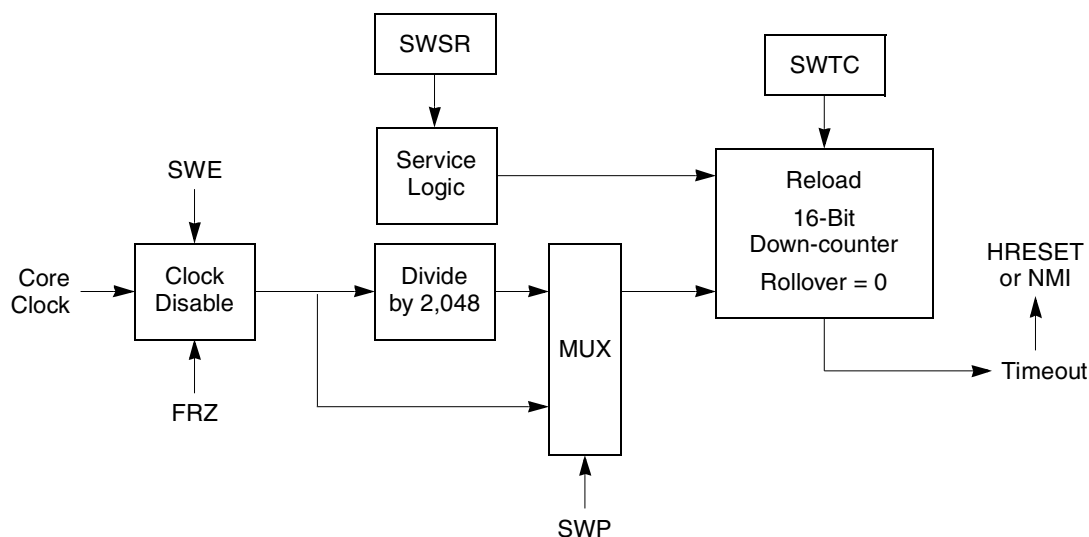 SWSR
SWTC
Service
Logic
Reload
16-Bit
Down-counter
Rollover = 0
SWE
Core
Clock
Clock
Disable
Divide
by 2,048
MUX
HRESET
or NMI
Timeout
FRZ
SWP